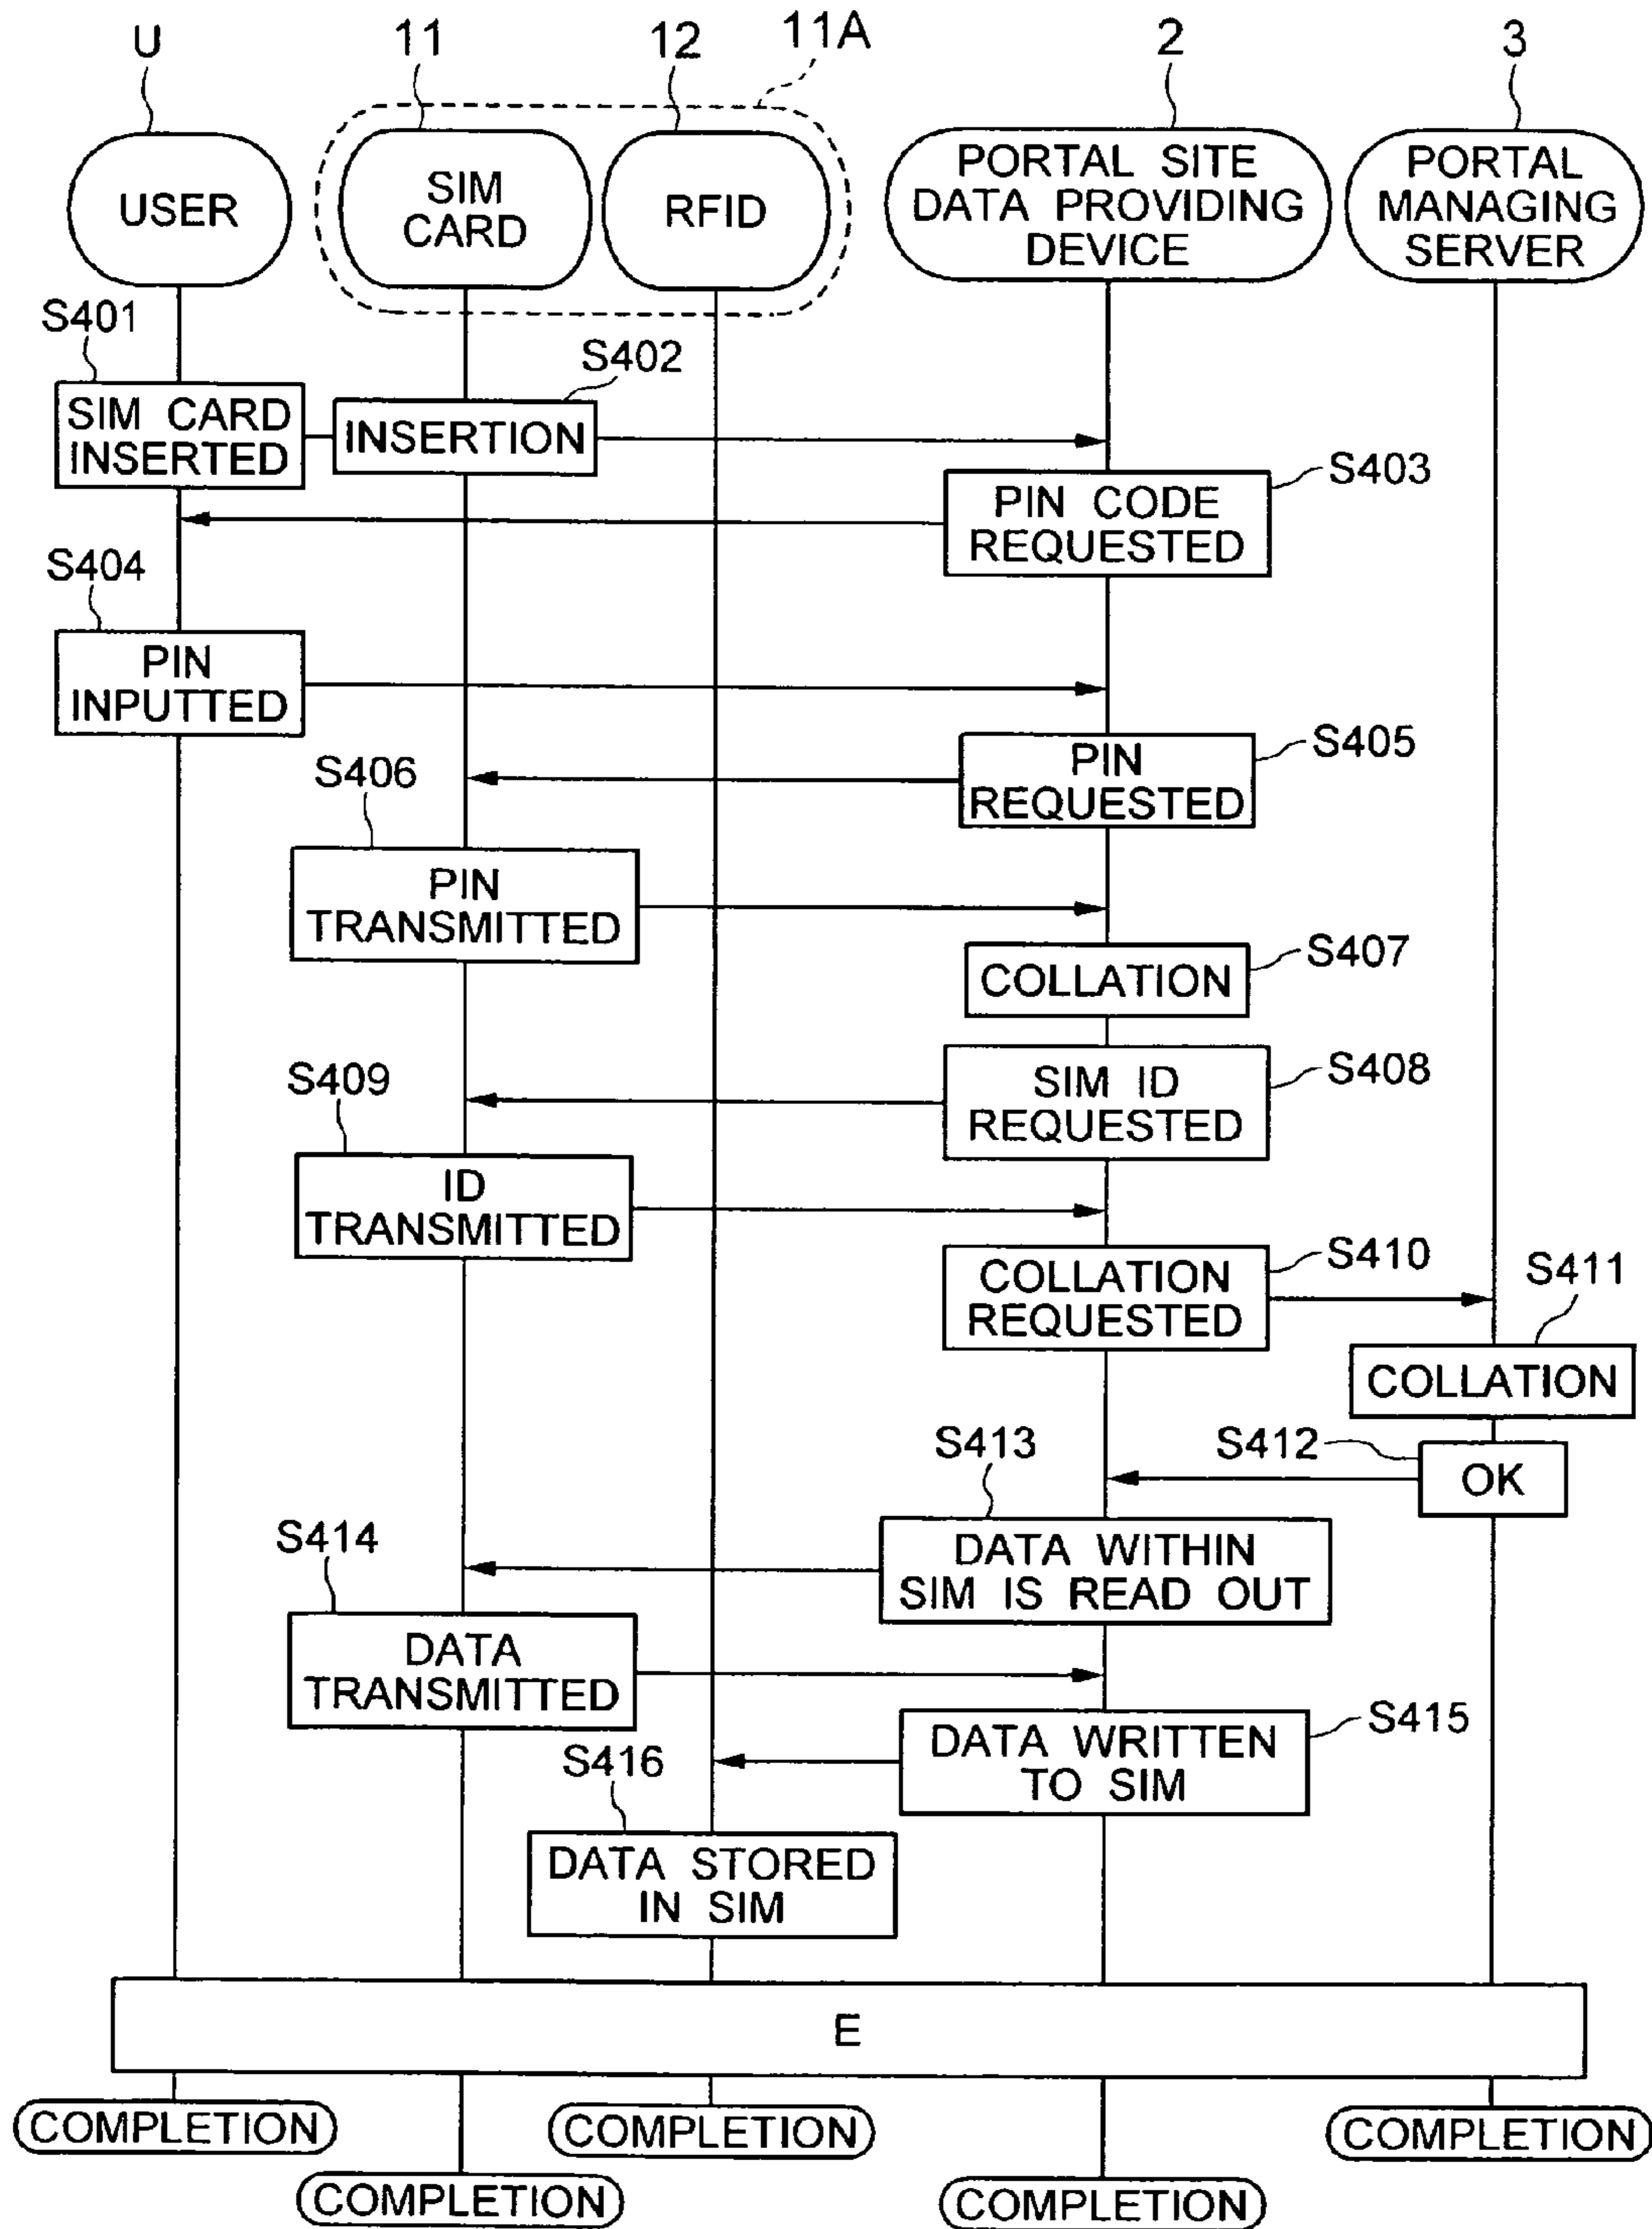 U
11
12
11A
2
3
USER
SIM
CARD
RFID
PORTAL SITE
DATA PROVIDING
DEVICE
PORTAL
MANAGING
SERVER
S401
SIM CARD
INSERTED
S402
INSERTION
S403
PIN CODE
REQUESTED
S404
PIN
INPUTTED
S405
PIN
REQUESTED
S406
PIN
TRANSMITTED
S407
COLLATION
S408
SIM ID
REQUESTED
S409
ID
TRANSMITTED
S410
COLLATION
REQUESTED
S411
COLLATION
S412
OK
S413
DATA WITHIN
SIM IS READ OUT
S414
DATA
TRANSMITTED
S415
DATA WRITTEN
TO SIM
S416
DATA STORED
IN SIM
E
COMPLETION
COMPLETION
COMPLETION
COMPLETION
COMPLETION